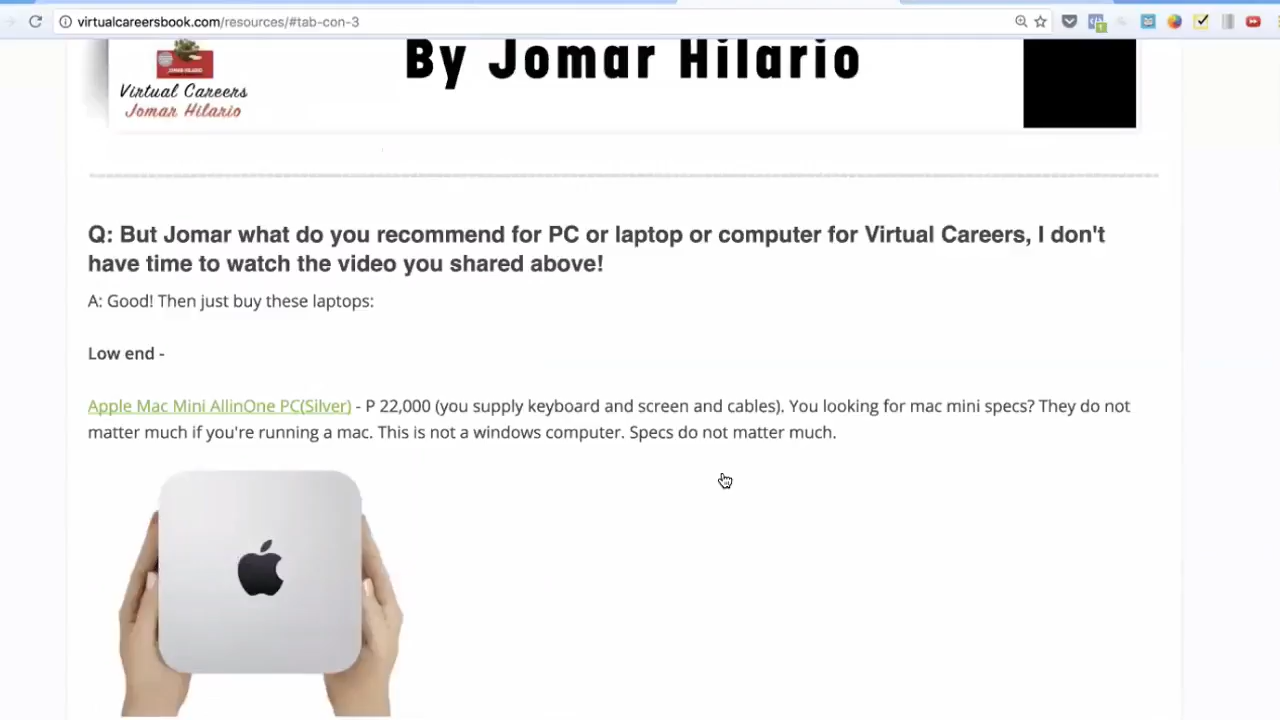 virtualcareersbook.com/resources/#tab-con-3
By Jomar Hilario
JOMAR HILARIO
Virtual Careers
Jomar Hilario
Q: But Jomar what do you recommend for PC or laptop or computer for Virtual Careers, I don't
have time to watch the video you shared above!
A: Good! Then just buy these laptops:
Low end -
Apple Mac Mini AllinOne PC(Silver) - P 22,000 (you supply keyboard and screen and cables). You looking for mac mini specs? They do not
matter much if you're running a mac. This is not a windows computer. Specs do not matter much.